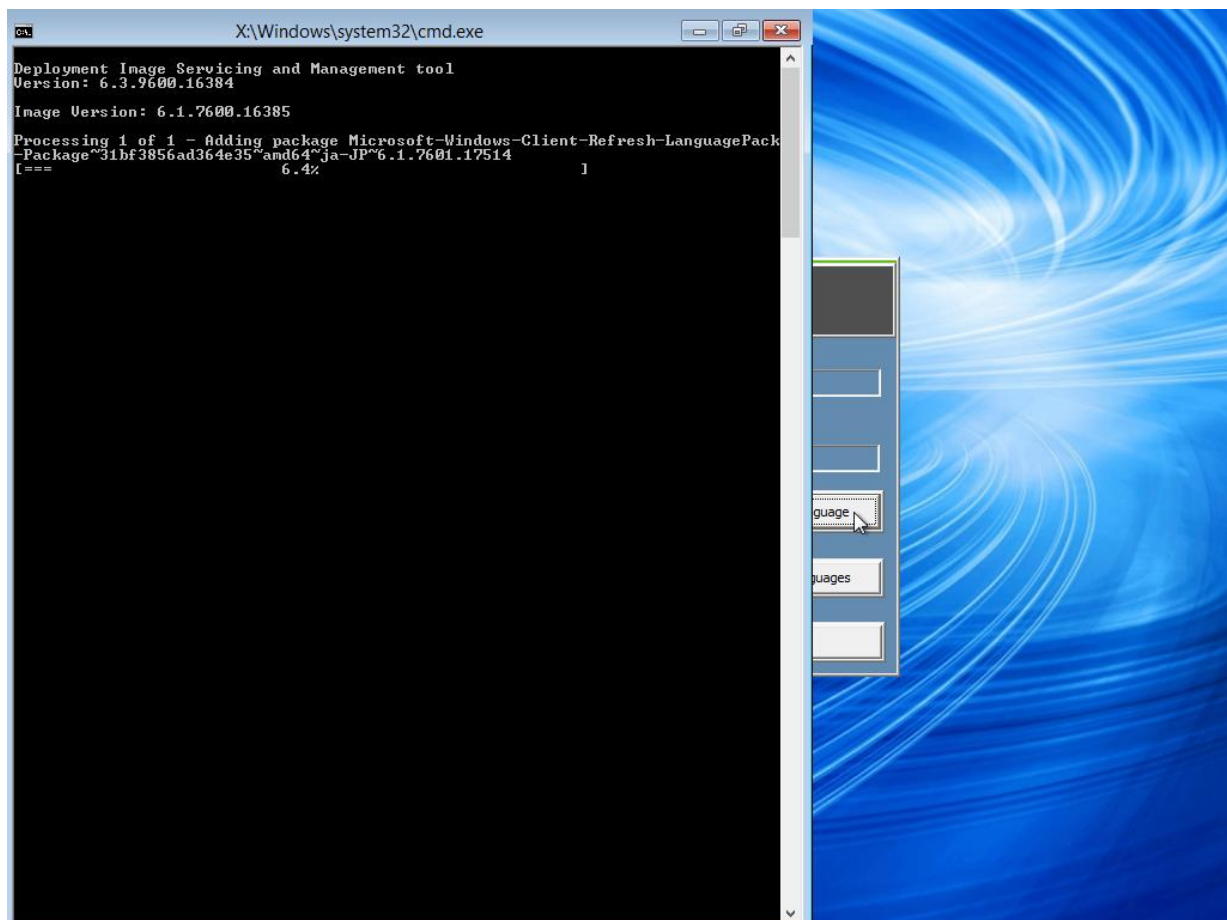 X:\Windows\system32\cmd.exe
Deployment Image Servicing and Management tool
Version: 6.3.9600.16384
Image Version: 6.1.7600.16385
Processing 1 of 1 - Adding package Microsoft-Windows-Client-Refresh-LanguagePack
-Package~31bf3856ad364e35~amd64~ja-JP~6.1.7601.17514
[===                           6.4%                           ]
guage
guages